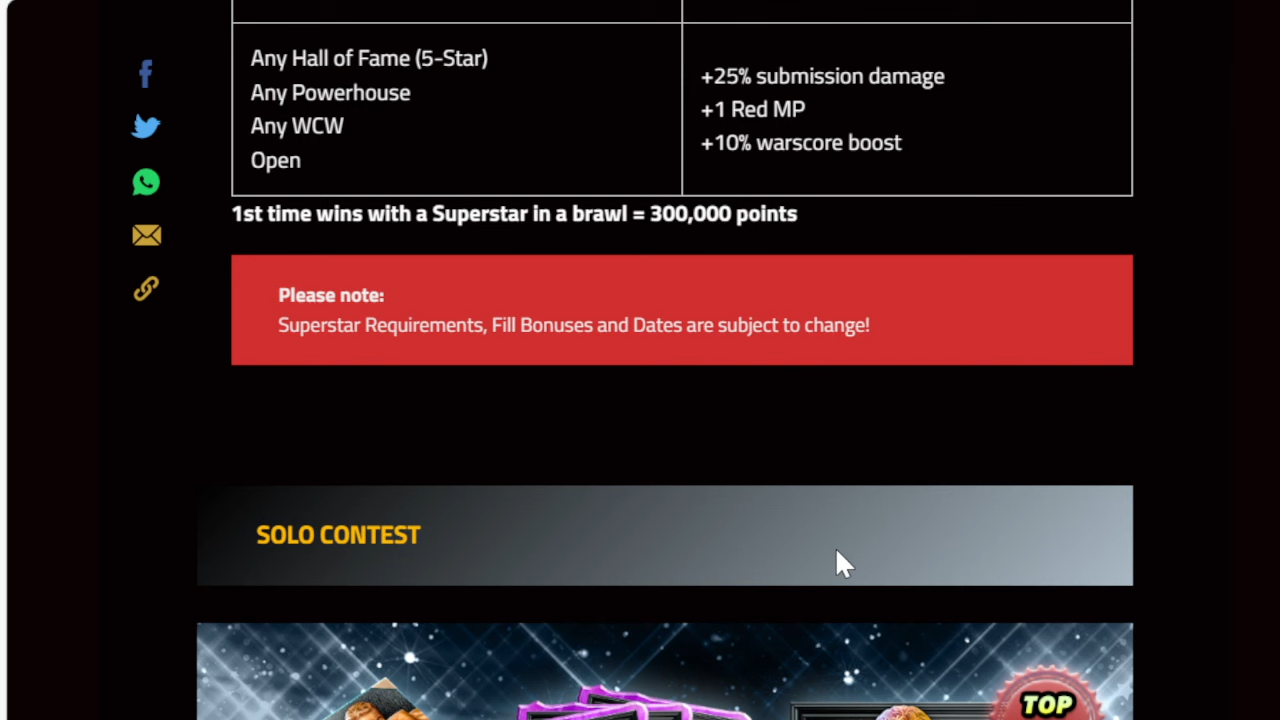 Any Hall of Fame (5-Star)
Any Powerhouse
Any WCW
Open
+25% submission damage
+1 Red MP
+10% warscore boost
1st time wins with a Superstar in a brawl = 300,000 points
Please note:
Superstar Requirements, Fill Bonuses and Dates are subject to change!
SOLO CONTEST
TOP